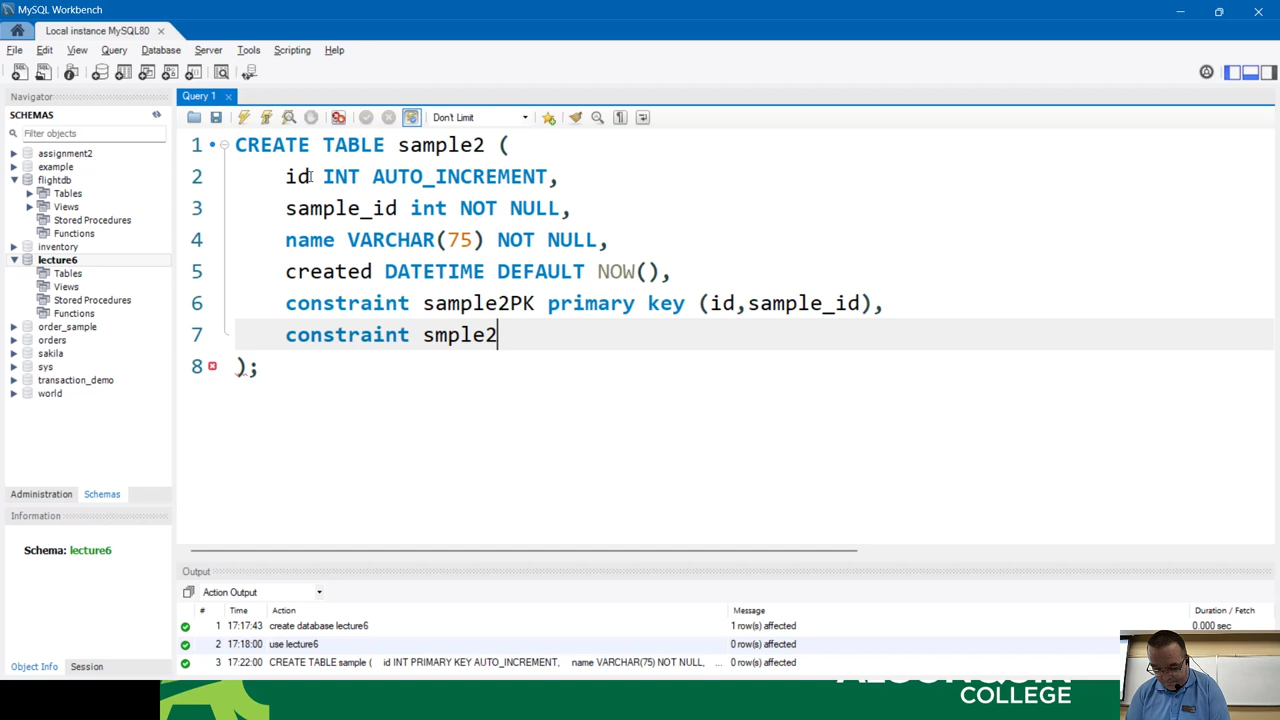 MySQL Workbench
Local instance MySQL80
File Edit View Query Database Server Tools Scripting Help
Navigator
SCHEMAS
Filter objects
assignment2
example
flightdb
Tables
Views
Stored Procedures
Functions
inventory
lecture6
Tables
Views
Stored Procedures
Functions
order_sample
orders
sakila
sys
transaction_demo
world
Administration Schemas
Information
Schema: lecture6
Object Info Session
Query 1
Don't Limit
1 CREATE TABLE sample2 (
2 id INT AUTO_INCREMENT,
3 sample_id int NOT NULL,
4 name VARCHAR(75) NOT NULL,
5 created DATETIME DEFAULT NOW(),
6 constraint sample2PK primary key (id,sample_id),
7 constraint smple2
8 );
Output
Action Output
# Time Action Message Duration / Fetch
1 17:17:43 create database lecture6 1 row(s) affected 0.000 sec
2 17:18:00 use lecture6 0 row(s) affected
3 17:22:00 CREATE TABLE sample ( id INT PRIMARY KEY AUTO_INCREMENT, name VARCHAR(75) NOT NULL, ... 0 row(s) affected
COLLEGE